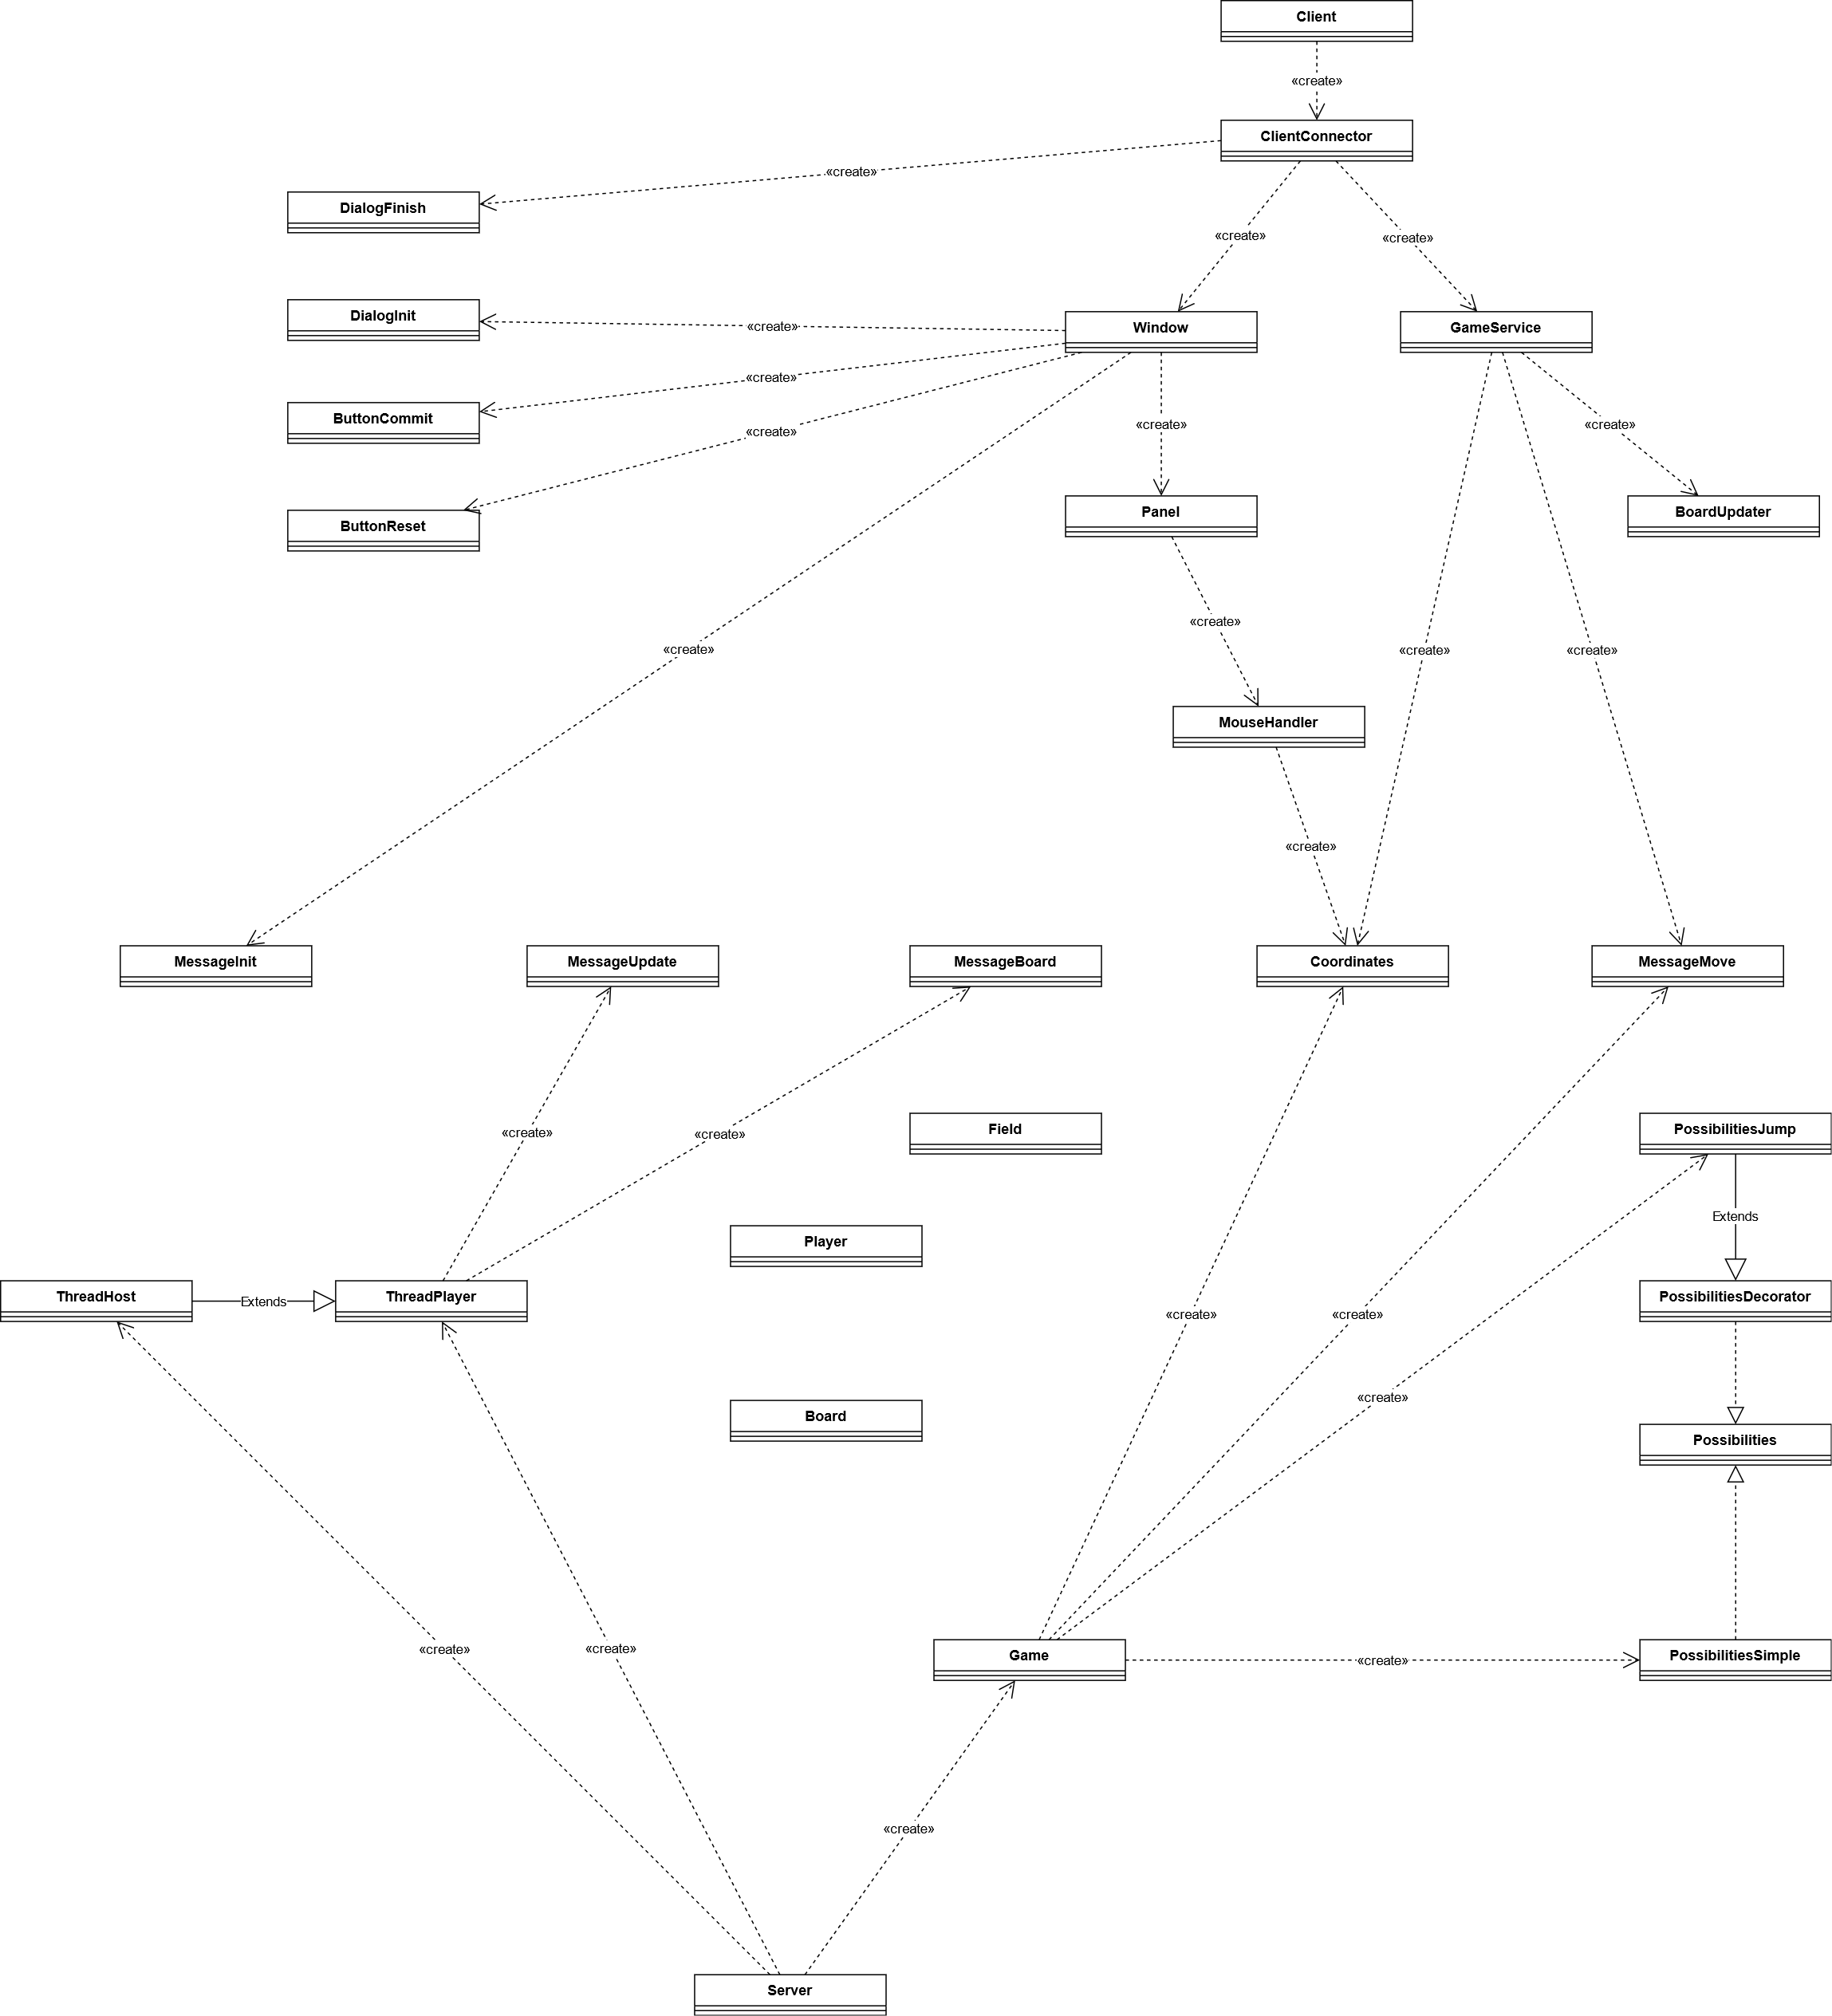 Client
«create»
ClientConnector
«create»
DialogFinish
«create»
«create»
DialogInit
Window
GameService
«create»
«create»
ButtonCommit
«create»
«create»
«create»
Panel
BoardUpdater
ButtonReset
«create»
«create»
«create»
«create»
MouseHandler
«create»
MessageInit
MessageUpdate
MessageBoard
Coordinates
MessageMove
«create»
«create»
Field
PossibilitiesJump
Extends
Player
ThreadHost
Extends
ThreadPlayer
PossibilitiesDecorator
«create»
«create»
«create»
Board
Possibilities
«create»
«create»
Game
«create»
PossibilitiesSimple
«create»
Server